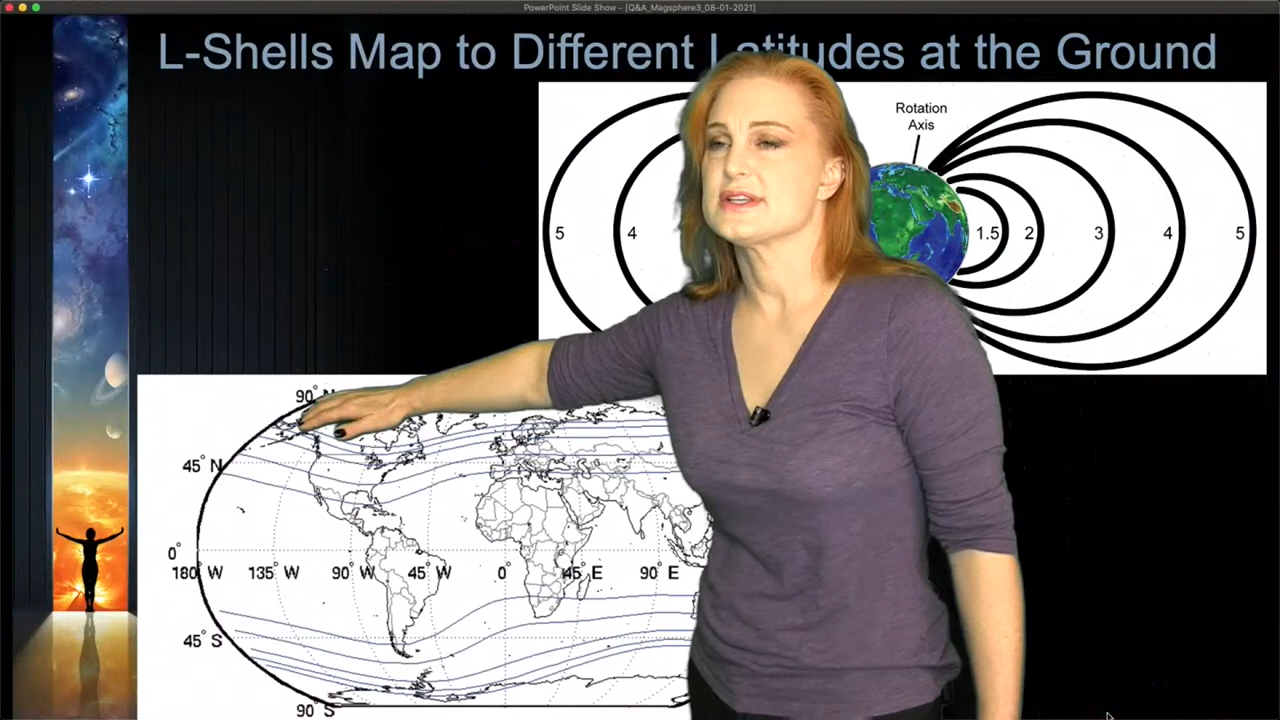 PowerPoint Slide Show - [Q&A_Magsphere3_08-01-2021]
L-Shells Map to Different Latitudes at the Ground
Rotation
Axis
5 4 1.5 2 3 4 5
90° N
45° N
0°
180° W 135° W 90° W 45° W 0° 45° E 90° E
45° S
90° S